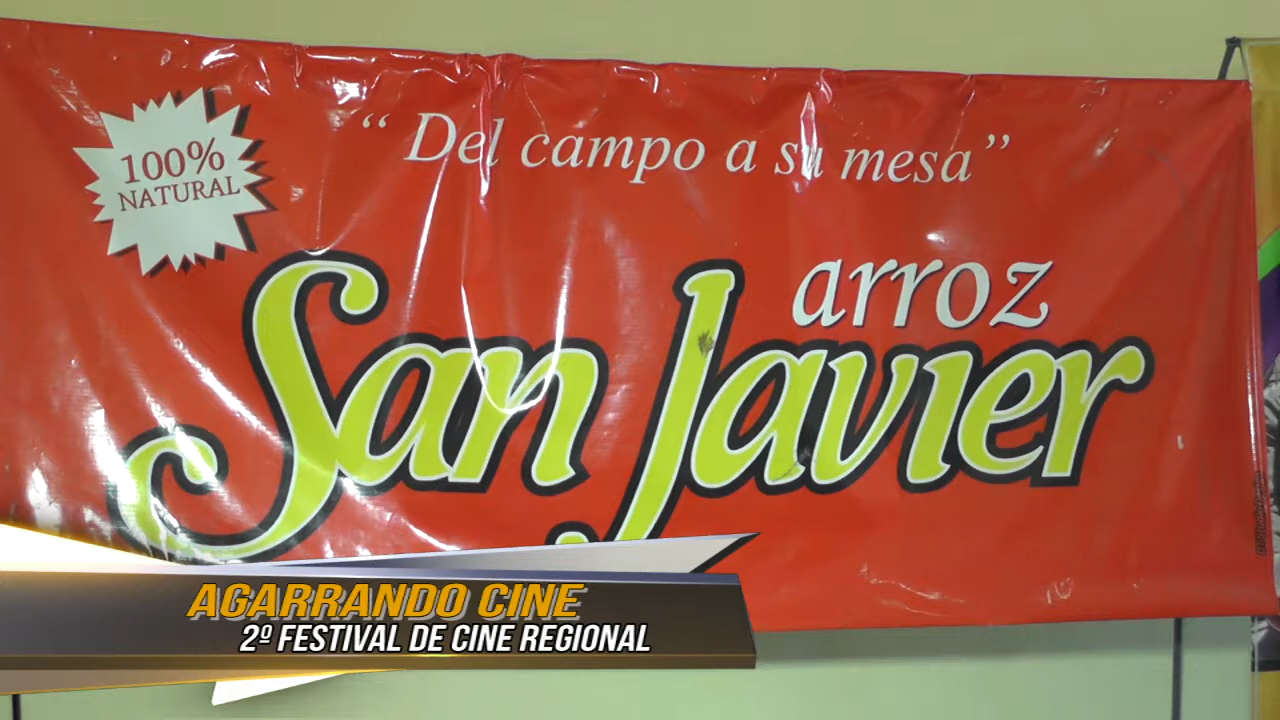 “ Del campo a su mesa ”
100%
NATURAL
arroz
San Javier
AGARRANDO CINE
2º FESTIVAL DE CINE REGIONAL